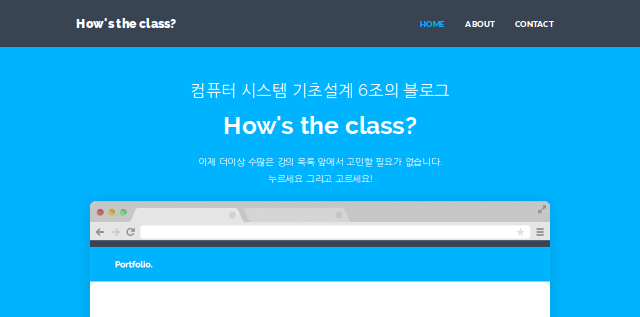 How's the class?
HOME ABOUT CONTACT
컴퓨터 시스템 기초설계 6조의 블로그
How's the class?
이제 더이상 수많은 강의 목록 앞에서 고민할 필요가 없습니다.
누르세요 그리고 고르세요!
Portfolio.